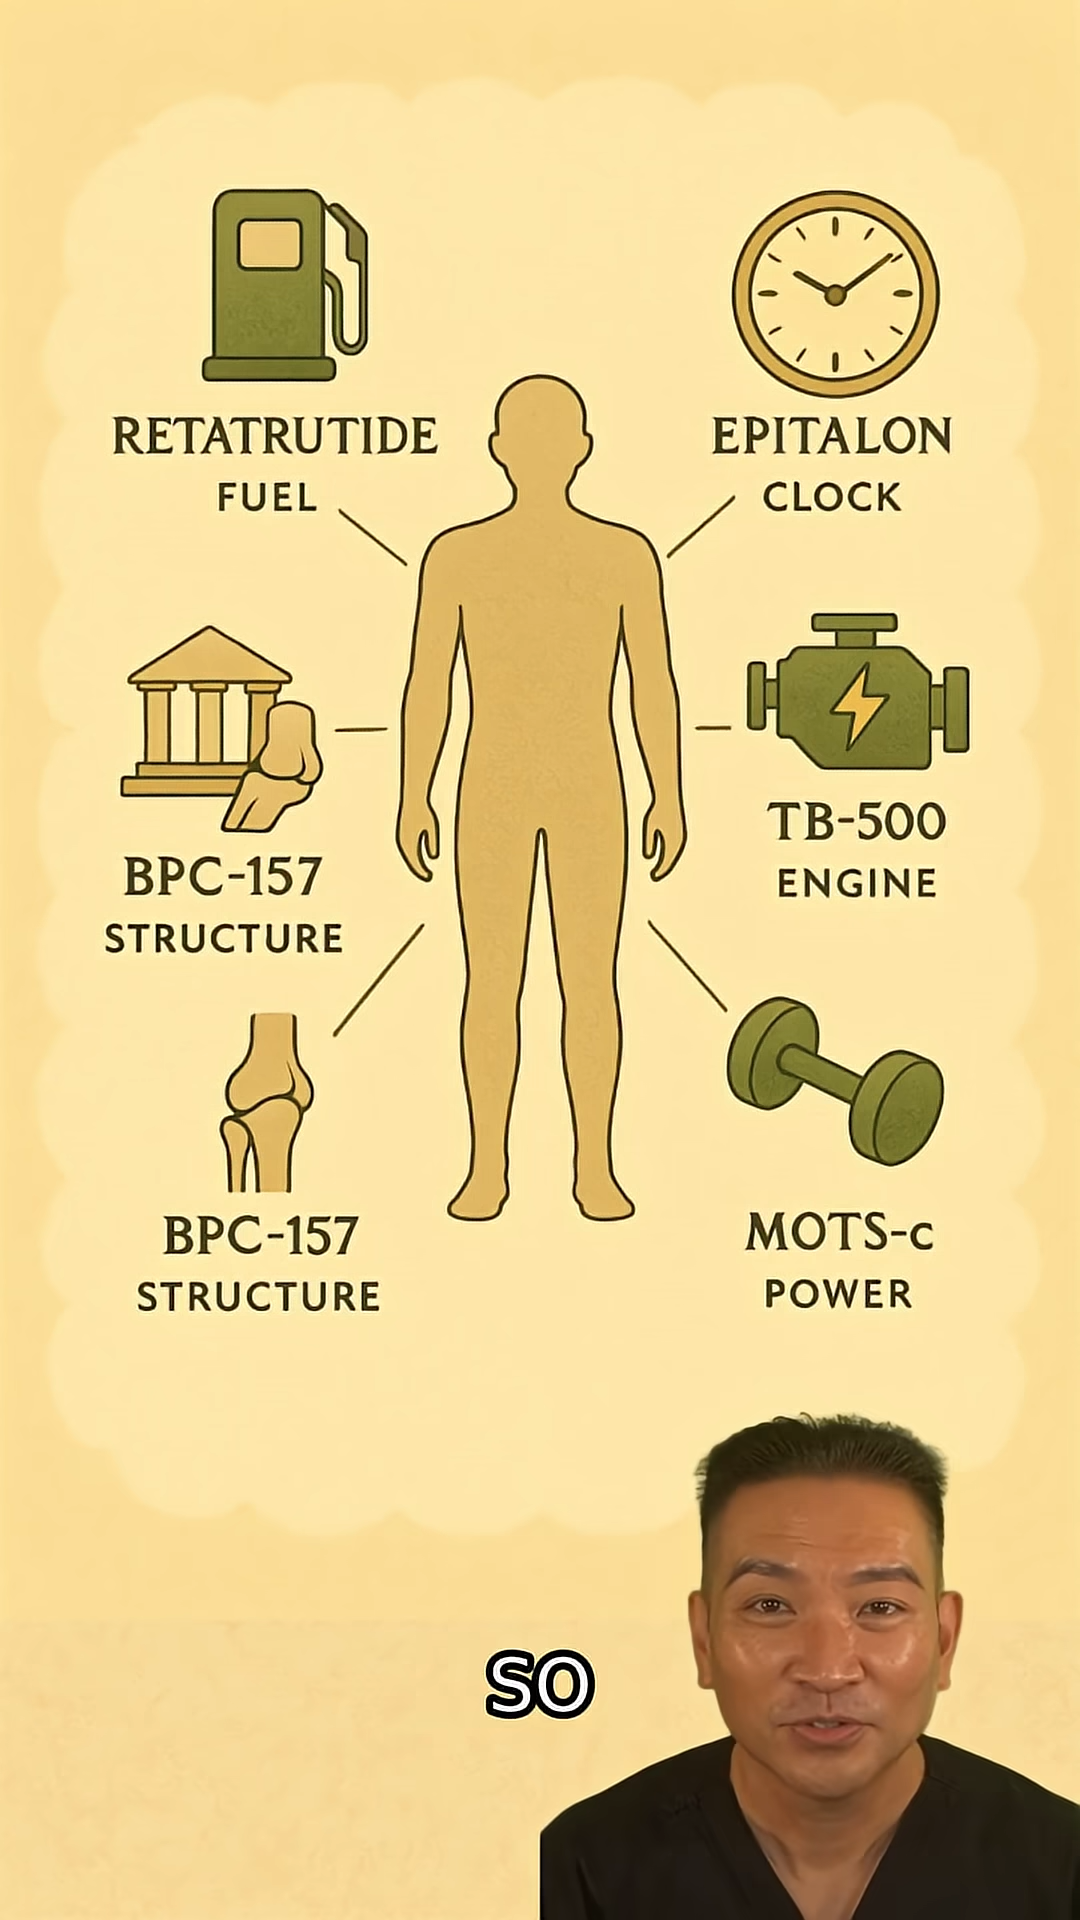 RETATRUTIDE
FUEL
EPITALON
CLOCK
BPC-157
STRUCTURE
TB-500
ENGINE
BPC-157
STRUCTURE
MOTS-c
POWER
SO